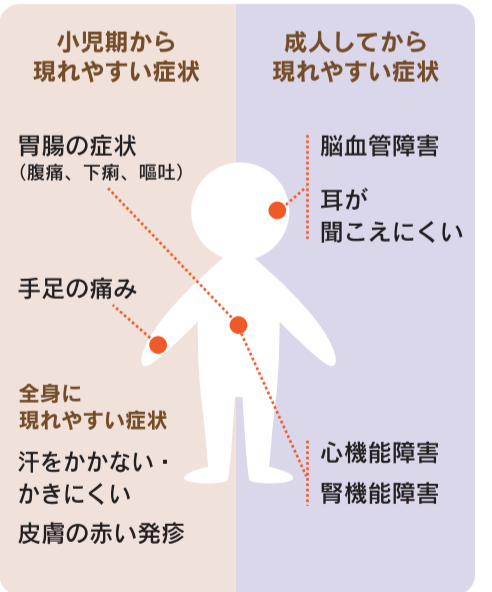 小児期から
現れやすい症状
胃腸の症状
（腹痛、下痢、嘔吐）
手足の痛み
全身に
現れやすい症状
汗をかかない・
かきにくい
皮膚の赤い発疹
成人してから
現れやすい症状
脳血管障害
耳が
聞こえにくい
心機能障害
腎機能障害